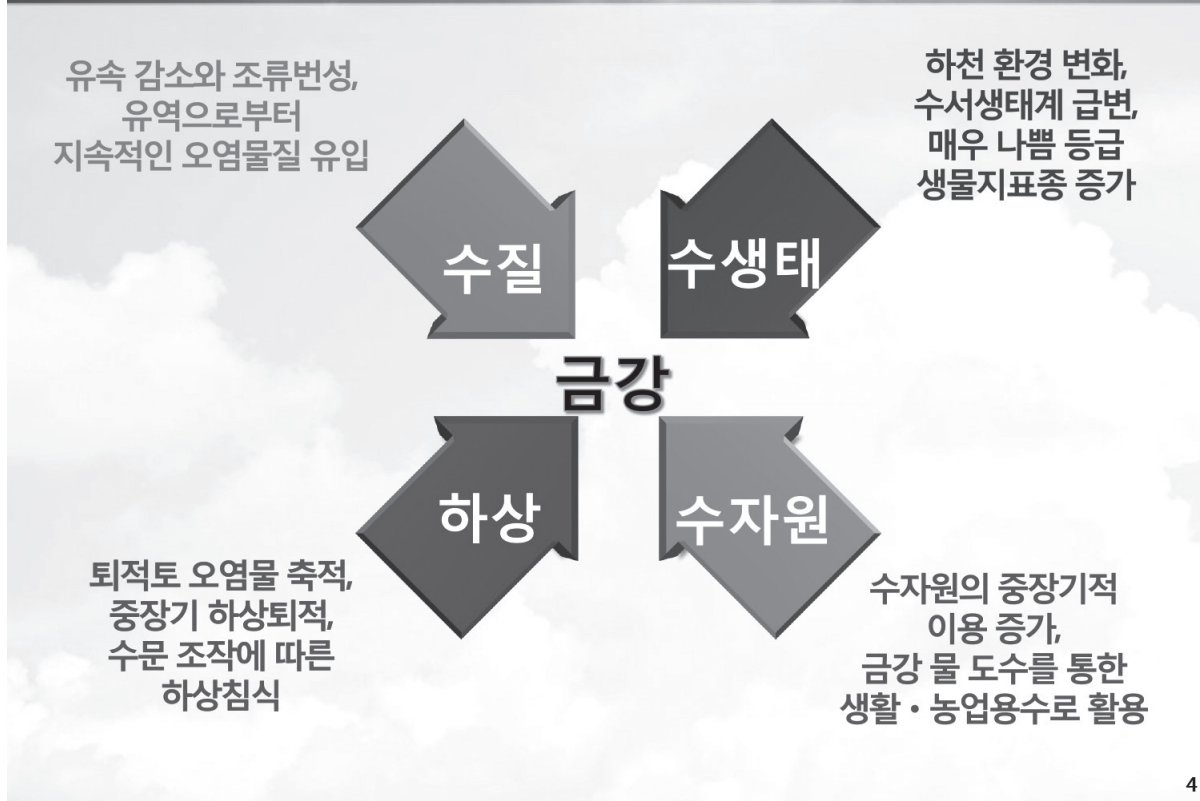 유속 감소와 조류번성,
유역으로부터
지속적인 오염물질 유입
하천 환경 변화,
수서생태계 급변,
매우 나쁨 등급
생물지표종 증가
수질
수생태
금강
하상
수자원
퇴적토 오염물 축적,
중장기 하상퇴적,
수문 조작에 따른
하상침식
수자원의 중장기적
이용 증가,
금강 물 도수를 통한
생활・농업용수로 활용
4